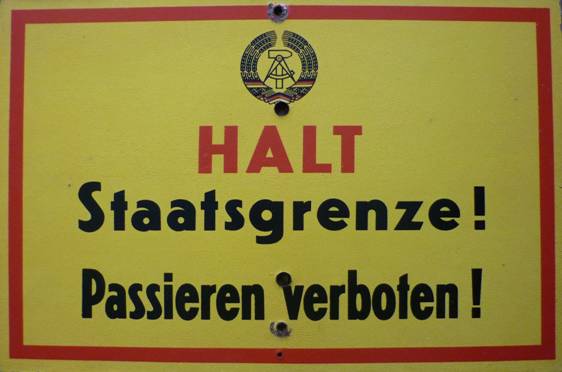 HALT
Staatsgrenze!
Passieren verboten!